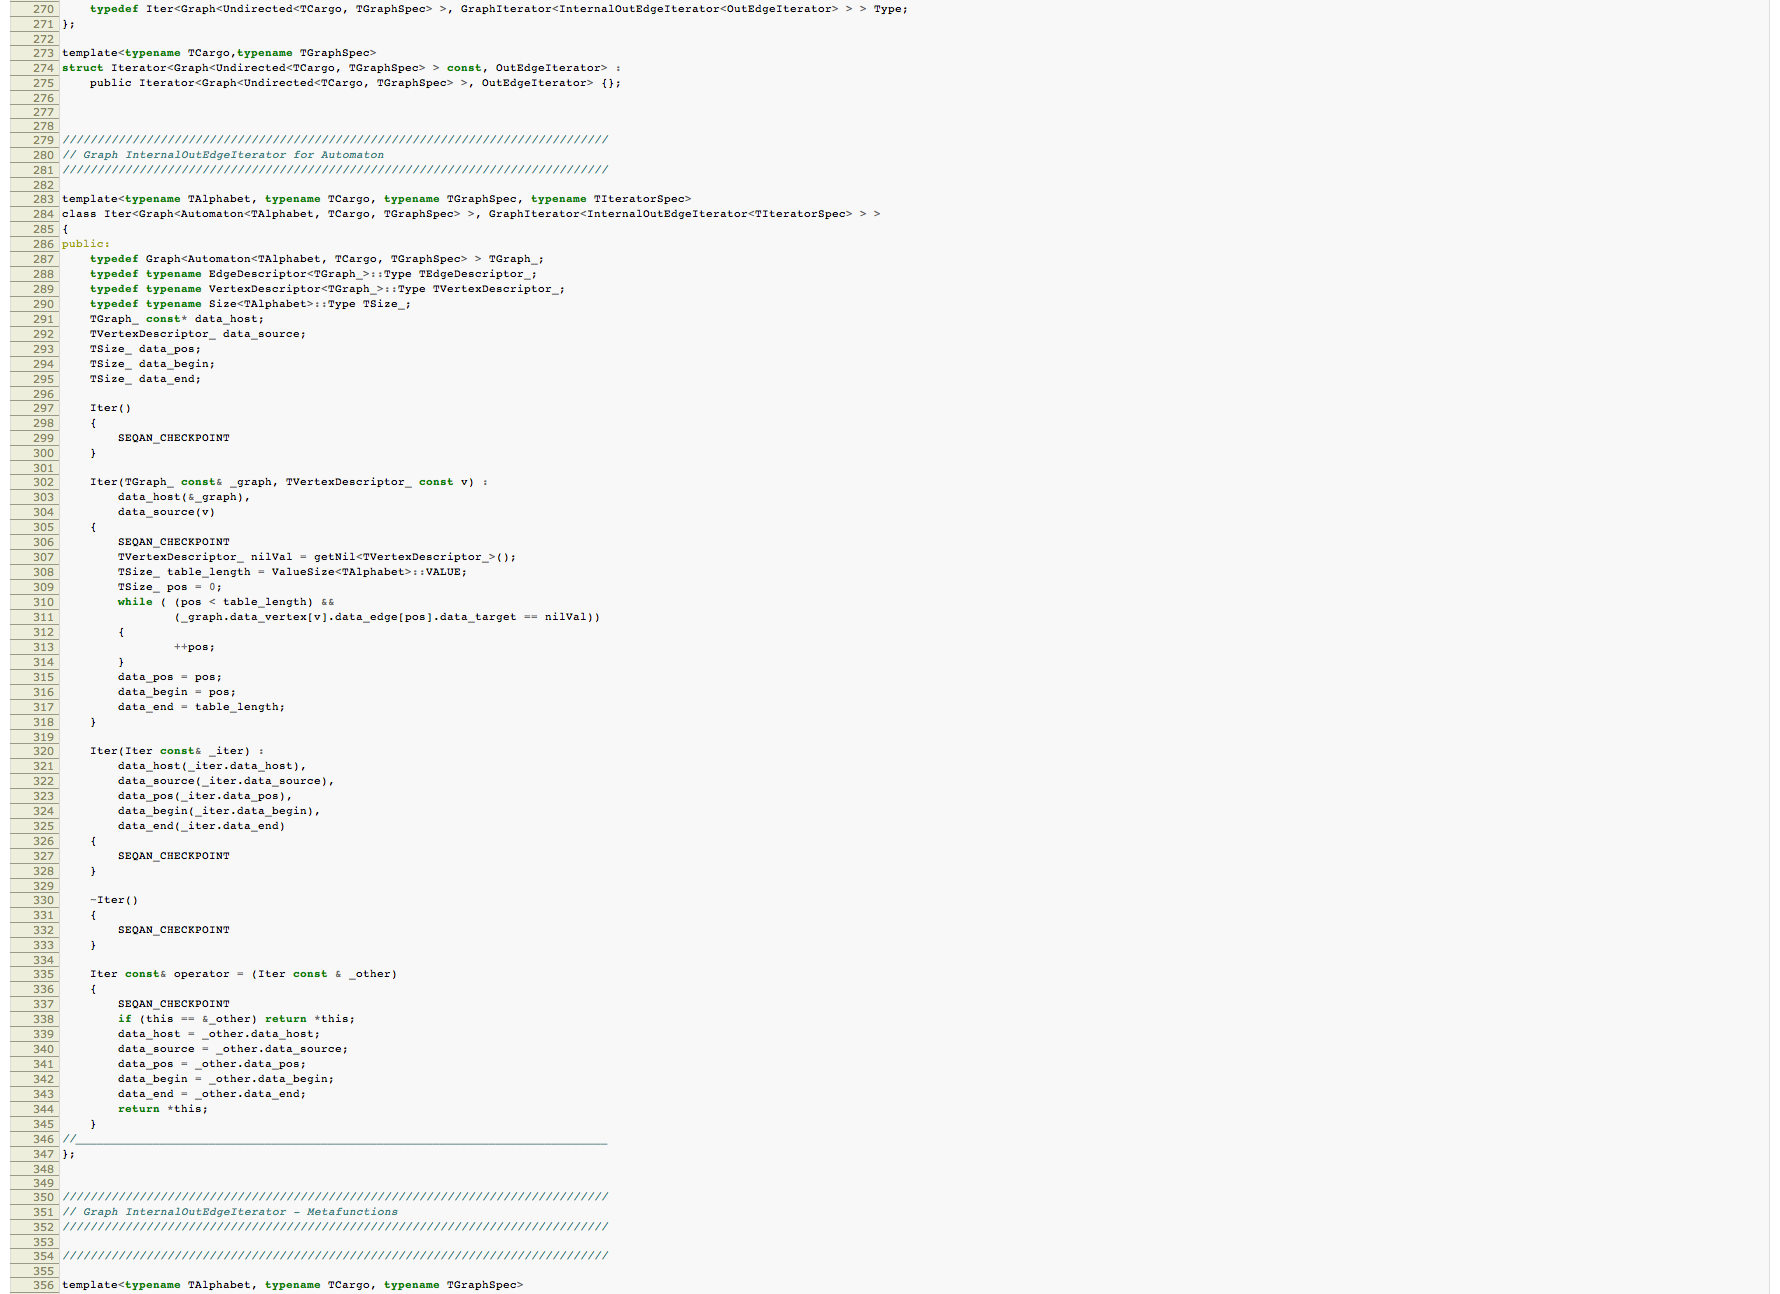 270     typedef Iter<Graph<Undirected<TCargo, TGraphSpec> >, GraphIterator<InternalOutEdgeIterator<OutEdgeIterator> > > Type;
271 };
272
273 template<typename TCargo,typename TGraphSpec>
274 struct Iterator<Graph<Undirected<TCargo, TGraphSpec> > const, OutEdgeIterator> :
275     public Iterator<Graph<Undirected<TCargo, TGraphSpec> >, OutEdgeIterator> {};
276
277
278
279 //////////////////////////////////////////////////////////////////////////////
280 // Graph InternalOutEdgeIterator for Automaton
281 //////////////////////////////////////////////////////////////////////////////
282
283 template<typename TAlphabet, typename TCargo, typename TGraphSpec, typename TIteratorSpec>
284 class Iter<Graph<Automaton<TAlphabet, TCargo, TGraphSpec> >, GraphIterator<InternalOutEdgeIterator<TIteratorSpec> > >
285 {
286 public:
287     typedef Graph<Automaton<TAlphabet, TCargo, TGraphSpec> > TGraph_;
288     typedef typename EdgeDescriptor<TGraph_>::Type TEdgeDescriptor_;
289     typedef typename VertexDescriptor<TGraph_>::Type TVertexDescriptor_;
290     typedef typename Size<TAlphabet>::Type TSize_;
291     TGraph_ const* data_host;
292     TVertexDescriptor_ data_source;
293     TSize_ data_pos;
294     TSize_ data_begin;
295     TSize_ data_end;
296
297     Iter()
298     {
299         SEQAN_CHECKPOINT
300     }
301
302     Iter(TGraph_ const& _graph, TVertexDescriptor_ const v) :
303         data_host(&_graph),
304         data_source(v)
305     {
306         SEQAN_CHECKPOINT
307         TVertexDescriptor_ nilVal = getNil<TVertexDescriptor_>();
308         TSize_ table_length = ValueSize<TAlphabet>::VALUE;
309         TSize_ pos = 0;
310         while ( (pos < table_length) &&
311                 (_graph.data_vertex[v].data_edge[pos].data_target == nilVal))
312         {
313                 ++pos;
314         }
315         data_pos = pos;
316         data_begin = pos;
317         data_end = table_length;
318     }
319
320     Iter(Iter const& _iter) :
321         data_host(_iter.data_host),
322         data_source(_iter.data_source),
323         data_pos(_iter.data_pos),
324         data_begin(_iter.data_begin),
325         data_end(_iter.data_end)
326     {
327         SEQAN_CHECKPOINT
328     }
329
330     ~Iter()
331     {
332         SEQAN_CHECKPOINT
333     }
334
335     Iter const& operator = (Iter const & _other)
336     {
337         SEQAN_CHECKPOINT
338         if (this == &_other) return *this;
339         data_host = _other.data_host;
340         data_source = _other.data_source;
341         data_pos = _other.data_pos;
342         data_begin = _other.data_begin;
343         data_end = _other.data_end;
344         return *this;
345     }
346 //____________________________________________________________________________
347 };
348
349
350 //////////////////////////////////////////////////////////////////////////////
351 // Graph InternalOutEdgeIterator - Metafunctions
352 //////////////////////////////////////////////////////////////////////////////
353
354 //////////////////////////////////////////////////////////////////////////////
355
356 template<typename TAlphabet, typename TCargo, typename TGraphSpec>